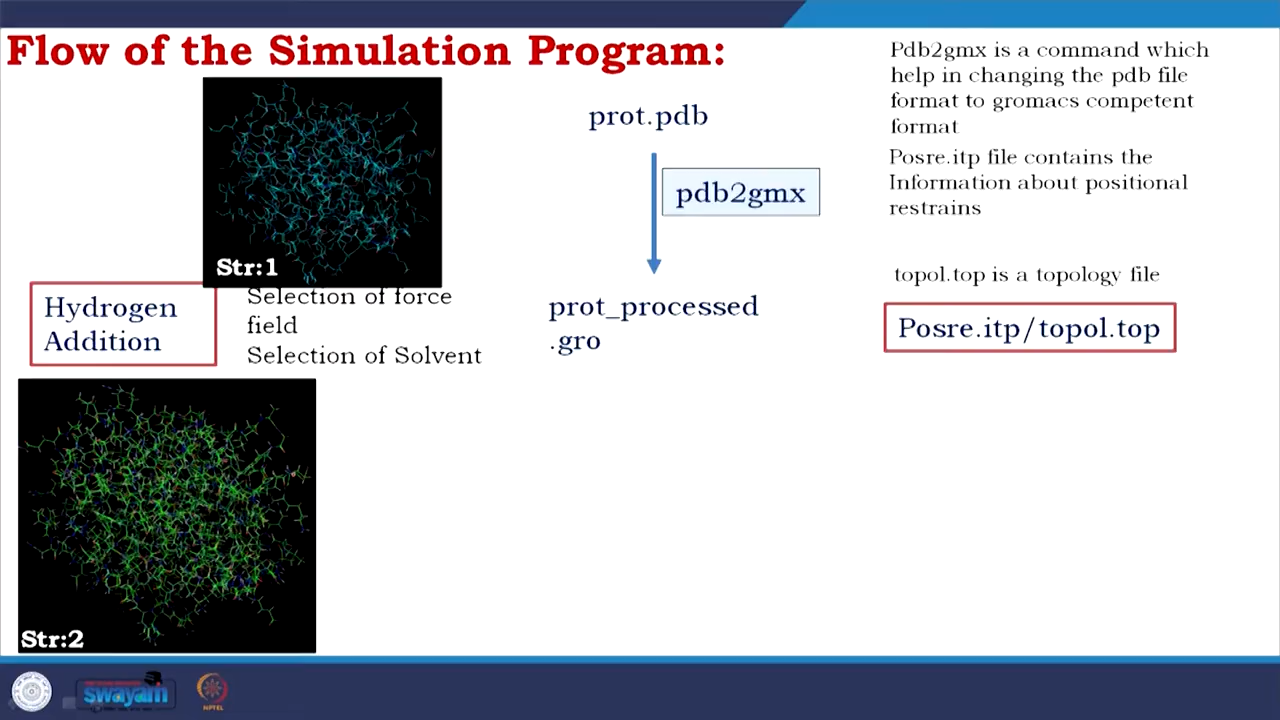 Flow of the Simulation Program:
Str:1
Hydrogen
Addition
Selection of force
field
Selection of Solvent
Str:2
prot.pdb
pdb2gmx
prot_processed
.gro
Pdb2gmx is a command which
help in changing the pdb file
format to gromacs competent
format
Posre.itp file contains the
Information about positional
restrains
topol.top is a topology file
Posre.itp/topol.top
swayam
NPTEL